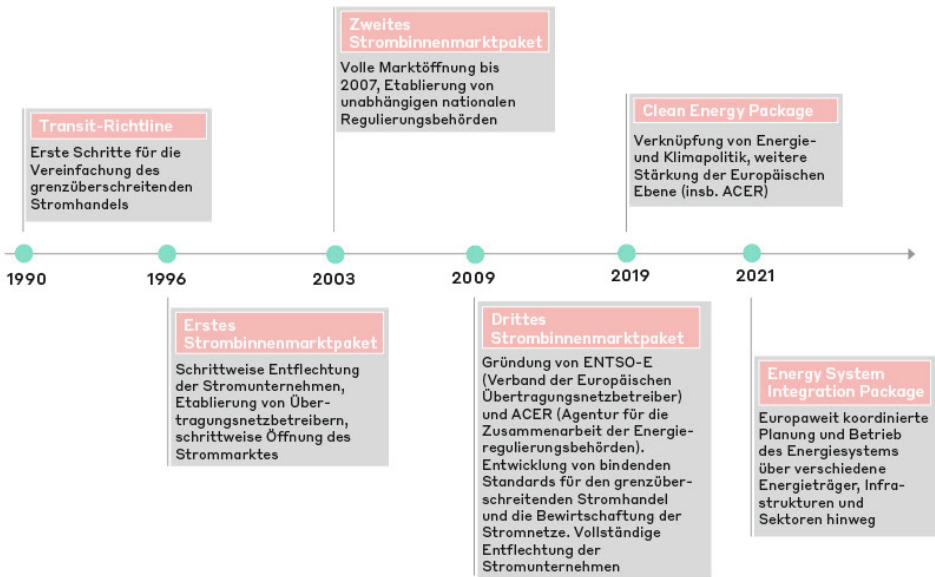 Transit-Richtline
Erste Schritte für die
Vereinfachung des
grenzüberschreitenden
Stromhandels
1990
Erstes
Strombinnenmarktpaket
Schrittweise Entflechtung
der Stromunternehmen,
Etablierung von Über-
tragungsnetzbetreibern,
schrittweise Öffnung des
Strommarktes
1996
Zweites
Strombinnenmarktpaket
Volle Marktöffnung bis
2007, Etablierung von
unabhängigen nationalen
Regulierungsbehörden
2003
Drittes
Strombinnenmarktpaket
Gründung von ENTSO-E
(Verband der Europäischen
Übertragungsnetzbetreiber)
und ACER (Agentur für die
Zusammenarbeit der Energie-
regulierungsbehörden).
Entwicklung von bindenden
Standards für den grenzüber-
schreitenden Stromhandel
und die Bewirtschaftung der
Stromnetze. Vollständige
Entflechtung der
Stromunternehmen
2009
Clean Energy Package
Verknüpfung von Energie-
und Klimapolitik, weitere
Stärkung der Europäischen
Ebene (insb. ACER)
2019
Energy System
Integration Package
Europaweit koordinierte
Planung und Betrieb
des Energiesystems
über verschiedene
Energieträger, Infra-
strukturen und
Sektoren hinweg
2021